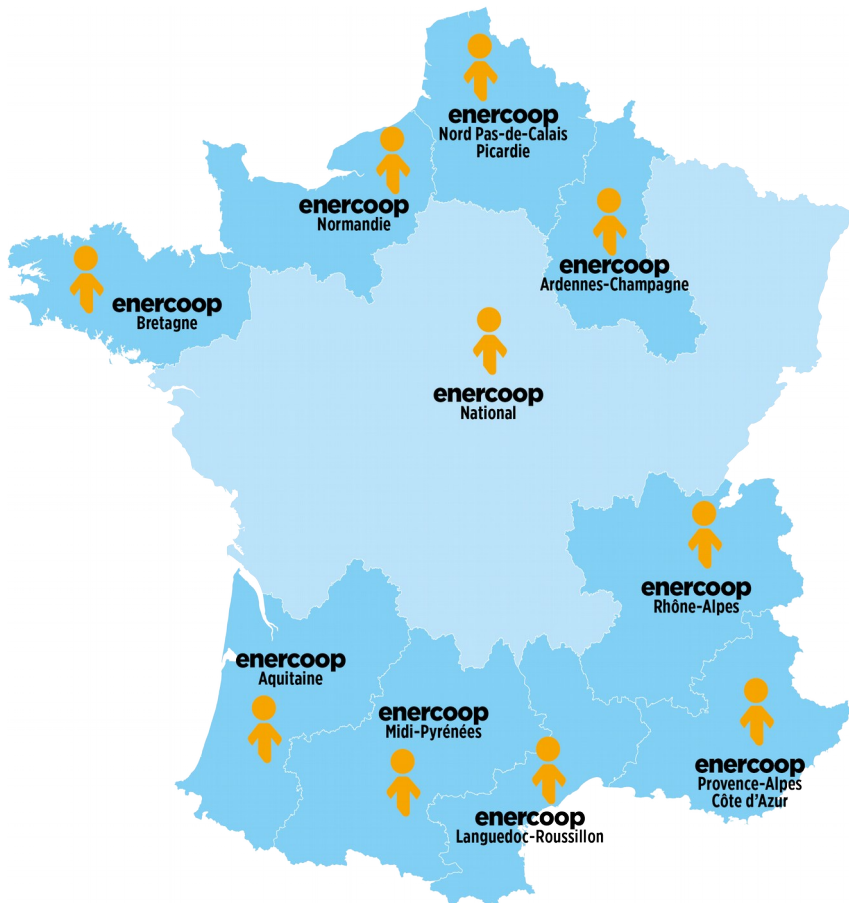 enercoop
Nord Pas-de-Calais
Picardie
enercoop
Normandie
enercoop
Ardennes-Champagne
enercoop
Bretagne
enercoop
National
enercoop
Rhône-Alpes
enercoop
Aquitaine
enercoop
Midi-Pyrénées
enercoop
Provence-Alpes
Côte d'Azur
enercoop
Languedoc-Roussillon